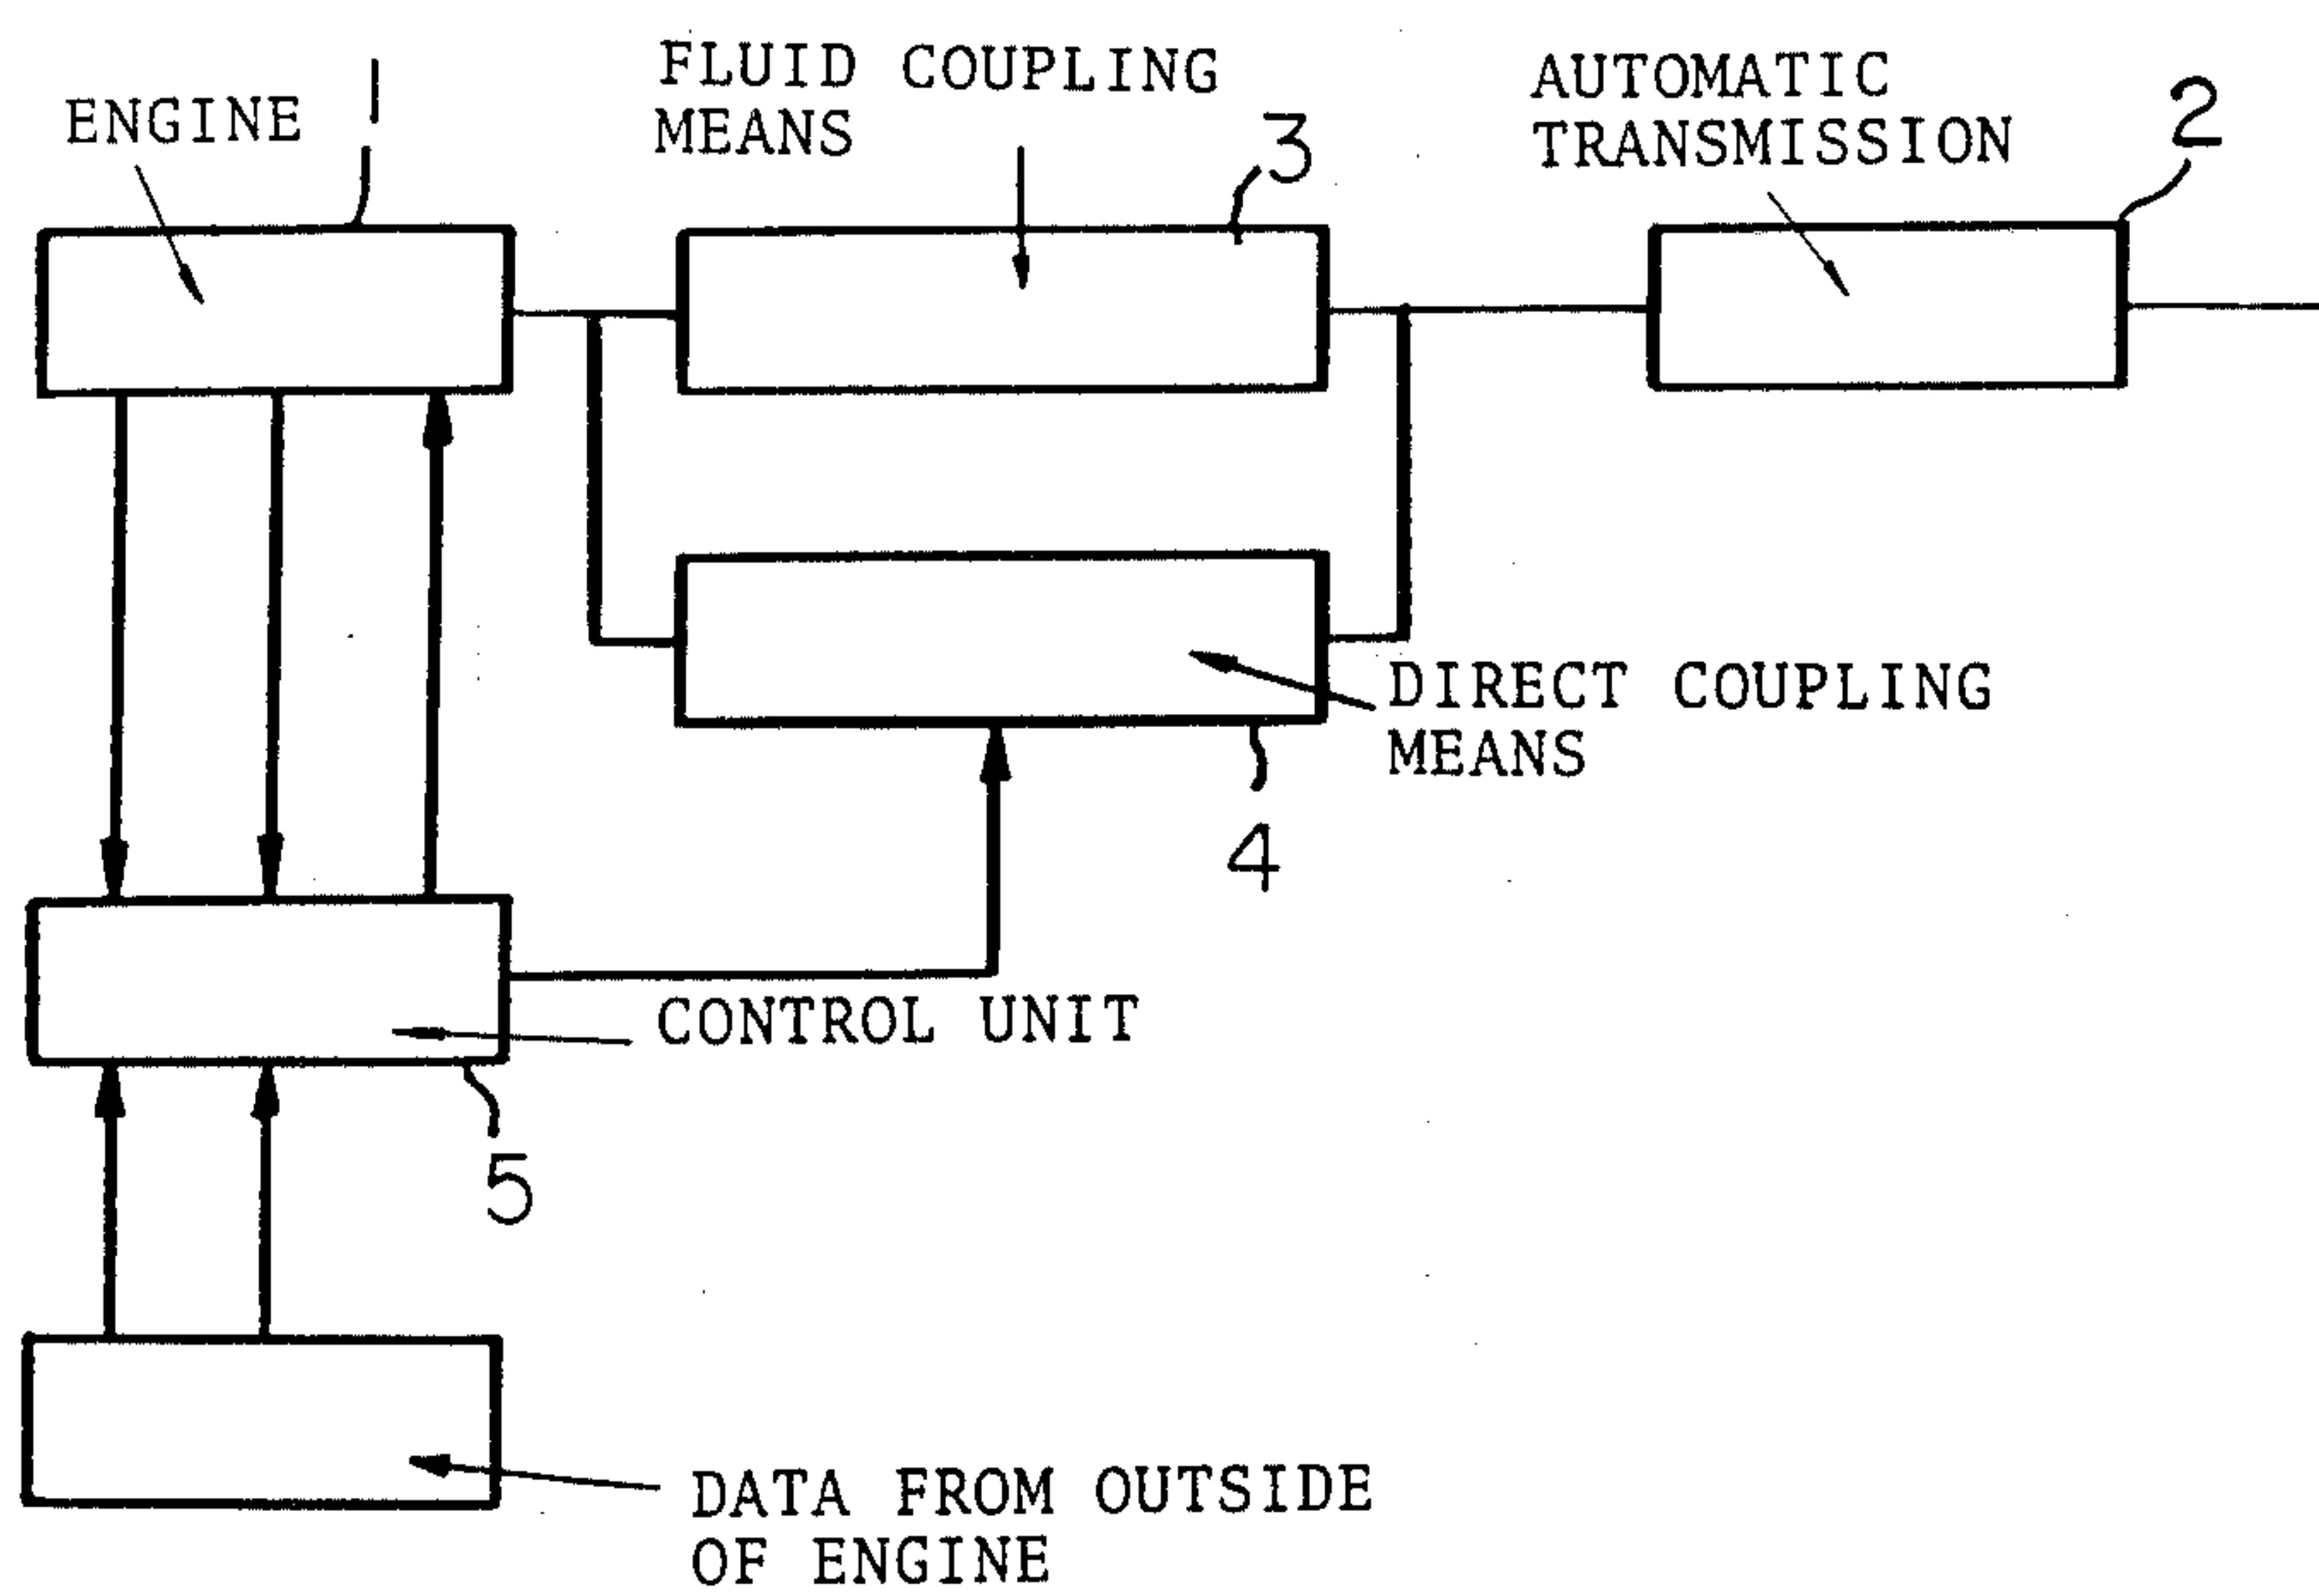 ENGINE
1
FLUID COUPLING
MEANS
3
AUTOMATIC
TRANSMISSION
2
DIRECT COUPLING
MEANS
4
CONTROL UNIT
5
DATA FROM OUTSIDE
OF ENGINE